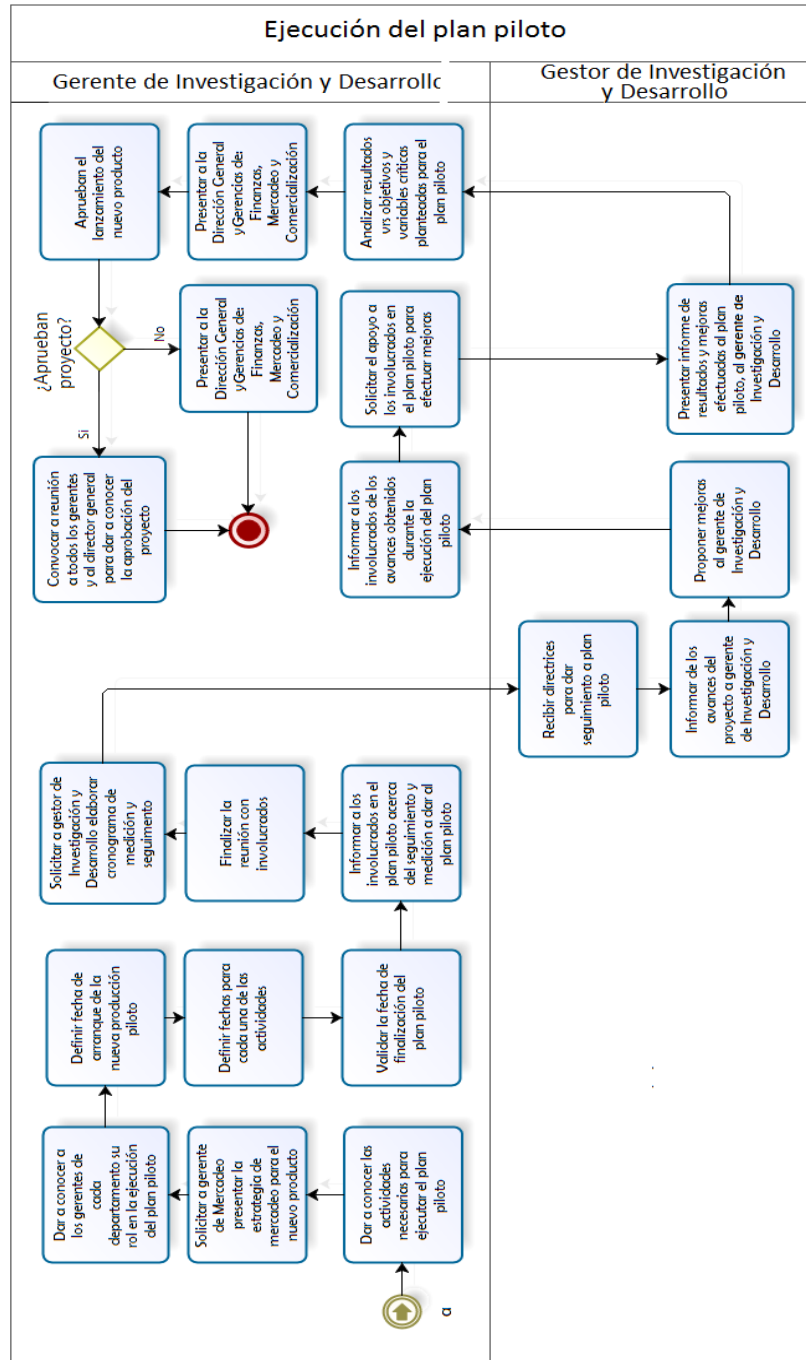 Ejecución del plan piloto
Gerente de Investigación y Desarrollo
Gestor de Investigación
y Desarrollo
a
Dar a conocer las
actividades
necesarias para
ejecutar el plan
piloto
Solicitar a gerente
de Mercadeo
presentar la
estrategia de
mercadeo para el
nuevo producto
Dar a conocer a
los gerentes de
cada
departamento su
rol en la ejecución
del plan piloto
Definir fecha de
arranque de la
nueva producción
piloto
Definir fechas para
cada una de las
actividades
Validar la fecha de
finalización del
plan piloto
Informar a los
involucrados en el
plan piloto acerca
del seguimiento y
medición a dar al
plan piloto
Finalizar la
reunión con
involucrados
Solicitar a gestor de
Investigación y
Desarrollo elaborar
cronograma de
medición y
seguimento
Recibir directrices
para dar
seguimiento a plan
piloto
Informar de los
avances del
proyecto a gerente
de Investigación y
Desarrollo
Proponer mejoras
al gerente de
Investigación y
Desarrollo
Informar a los
involucrados de los
avances obtenidos
durante la
ejecución del plan
piloto
Solicitar el apoyo a
los involucrados en
el plan piloto para
efectuar mejoras
Presentar informe de
resultados y mejoras
efectuadas al plan
piloto, al gerente de
Investigación y
Desarrollo
Analizar resultados
vrs objetivos y
variables críticas
planteadas para el
plan piloto
Presentar a la
Dirección General
yGerencias de:
Finanzas,
Mercadeo y
Comercialización
Aprueban el
lanzamiento del
nuevo producto
¿Aprueban
proyecto?
No
Presentar a la
Dirección General
yGerencias de:
Finanzas,
Mercadeo y
Comercialización
Si
Convocar a reunión
a todos los gerentes
y al director general
para dar a conocer
la aprobación del
proyecto